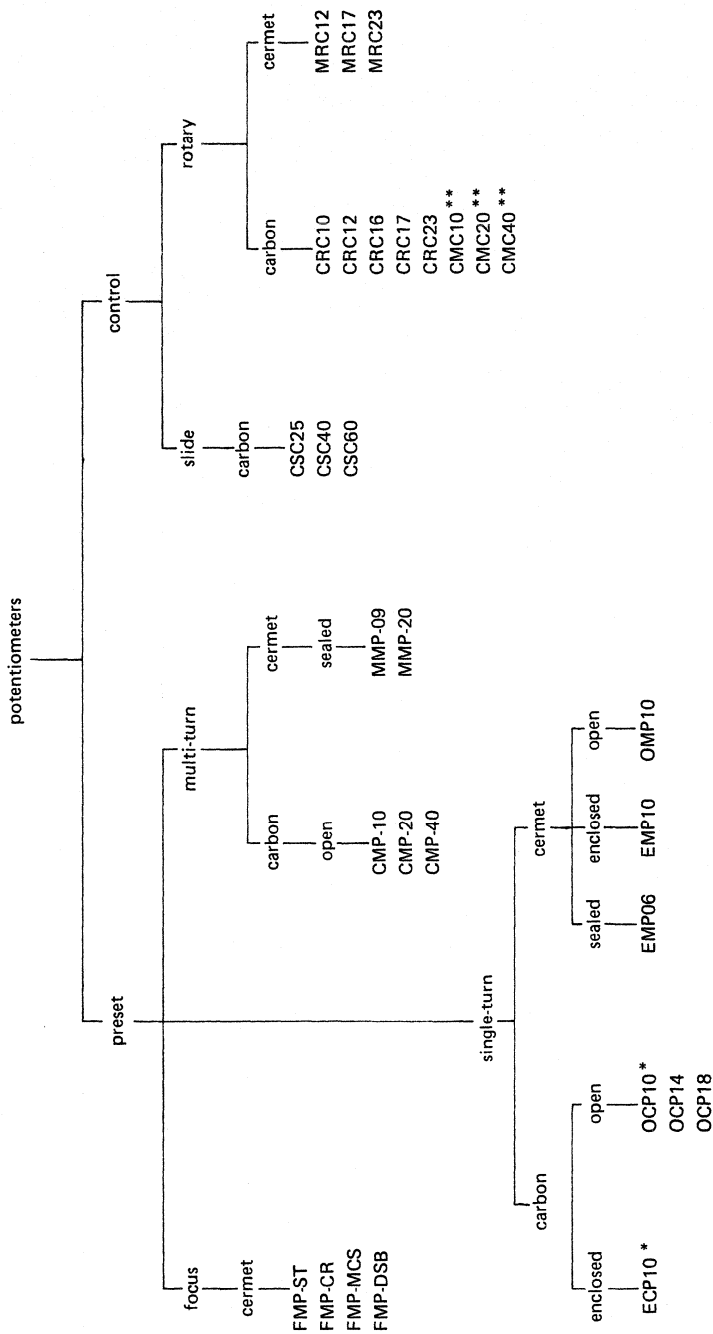 potentiometers
preset
control
focus
multi-turn
slide
rotary
cermet
carbon
cermet
carbon
carbon
cermet
FMP-ST
FMP-CR
FMP-MCS
FMP-DSB
open
CMP-10
CMP-20
CMP-40
sealed
MMP-09
MMP-20
CSC25
CSC40
CSC60
CRC10
CRC12
CRC16
CRC17
CRC23
CMC10 **
CMC20 **
CMC40 **
MRC12
MRC17
MRC23
single-turn
carbon
cermet
enclosed
open
sealed
enclosed
open
ECP10 *
OCP10 *
OCP14
OCP18
EMP06
EMP10
OMP10